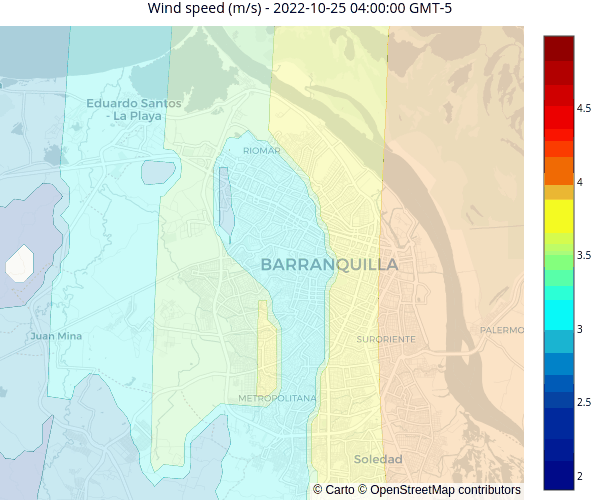 Wind speed (m/s) - 2022-10-25 04:00:00 GMT-5
Eduardo Santos
- La Playa
RIOMAR
BARRANQUILLA
Juan Mina
SURORIENTE
PALERMO
METROPOLITANA
Soledad
© Carto © OpenStreetMap contributors
4.5
4
3.5
3
2.5
2